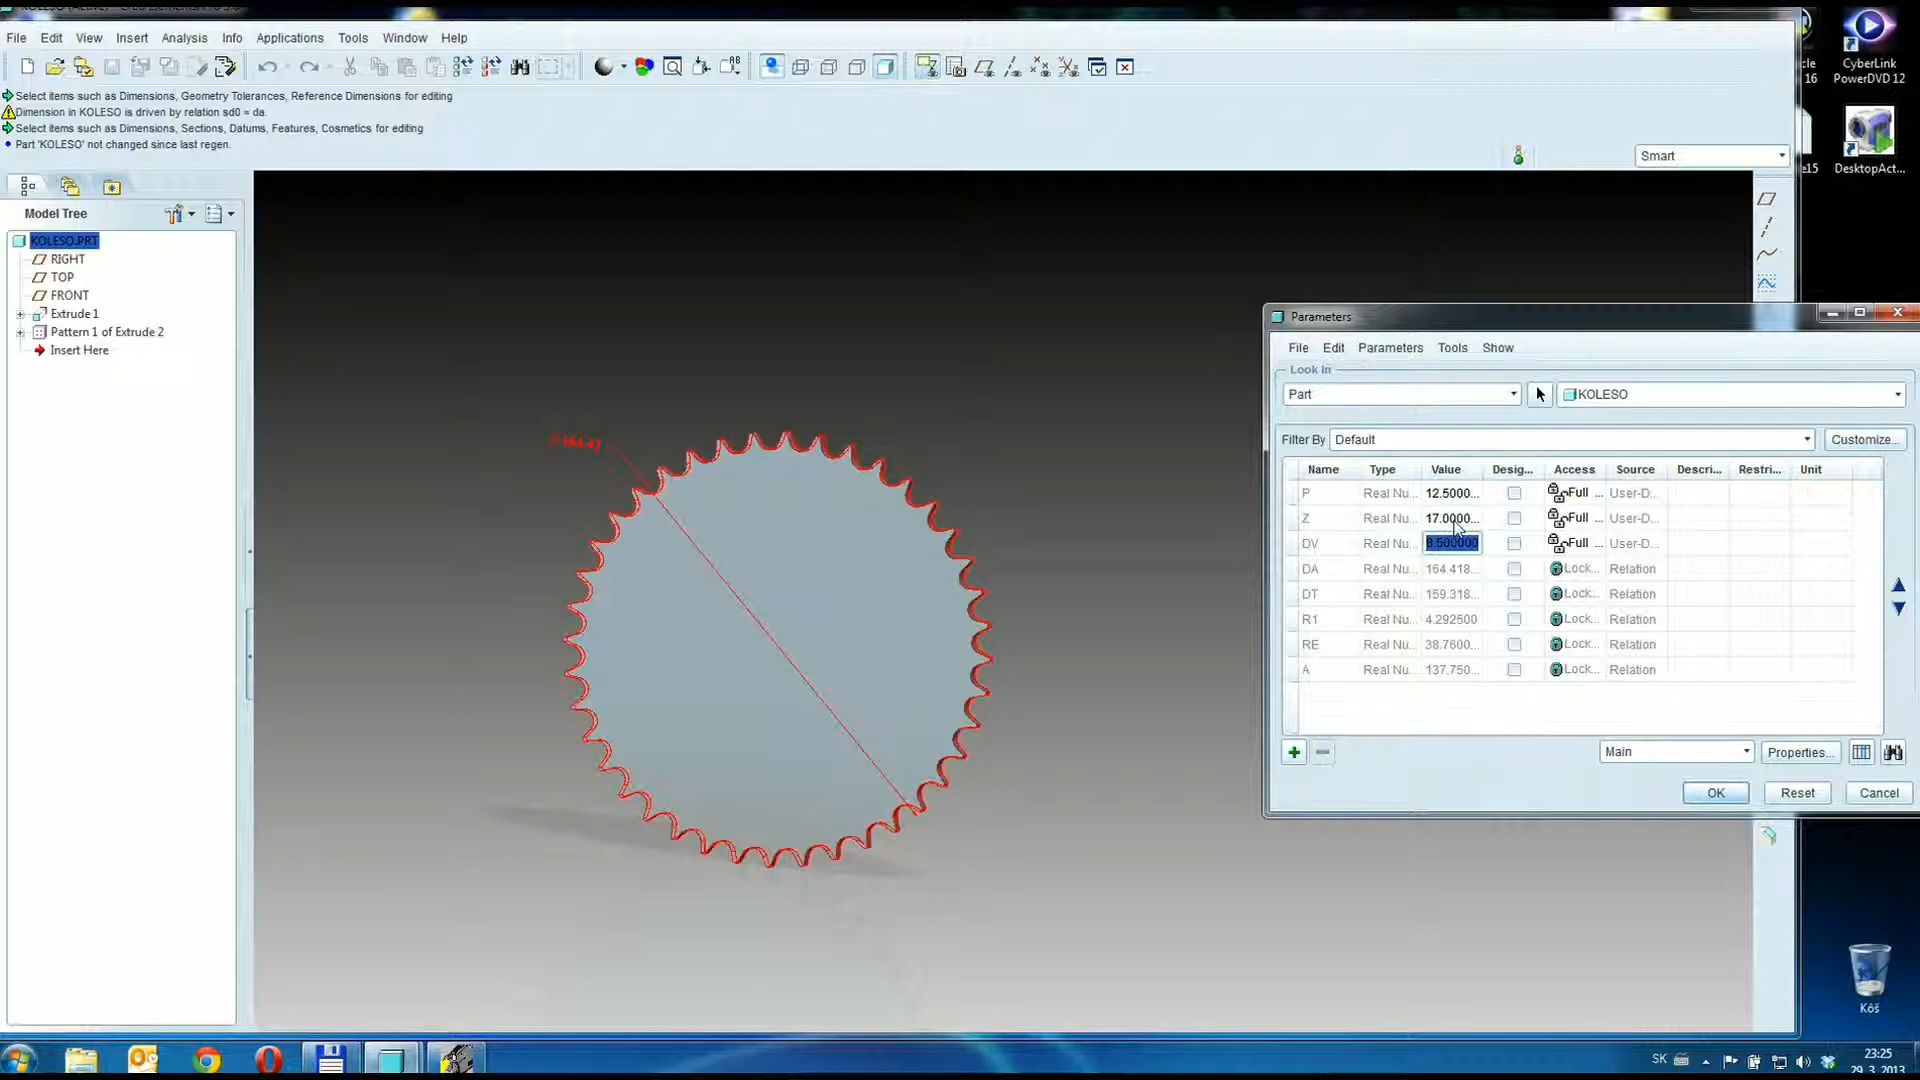 File Edit View Insert Analysis Info Applications Tools Window Help
Select items such as Dimensions, Geometry Tolerances, Reference Dimensions for editing
Dimension in KOLESO is driven by relation sd0 = da.
Select items such as Dimensions, Sections, Datums, Features, Cosmetics for editing
Part 'KOLESO' not changed since last regen.
Smart
Model Tree
KOLESO.PRT
RIGHT
TOP
FRONT
Extrude 1
Pattern 1 of Extrude 2
Insert Here
Parameters
File Edit Parameters Tools Show
Look In
Part KOLESO
Filter By Default Customize...
Name Type Value Desig... Access Source Descri... Restri... Unit
P Real Nu... 12.5000... Full ... User-D...
Z Real Nu... 17.0000... Full ... User-D...
DV Real Nu... 8.500000 Full ... User-D...
DA Real Nu... 164.418... Lock... Relation
DT Real Nu... 159.318... Lock... Relation
R1 Real Nu... 4.292500 Lock... Relation
RE Real Nu... 38.7600... Lock... Relation
A Real Nu... 137.750... Lock... Relation
Main Properties...
OK Reset Cancel
CyberLink
PowerDVD 12
16
DesktopAct...
Kôš
SK
23:25
29. 3. 2013